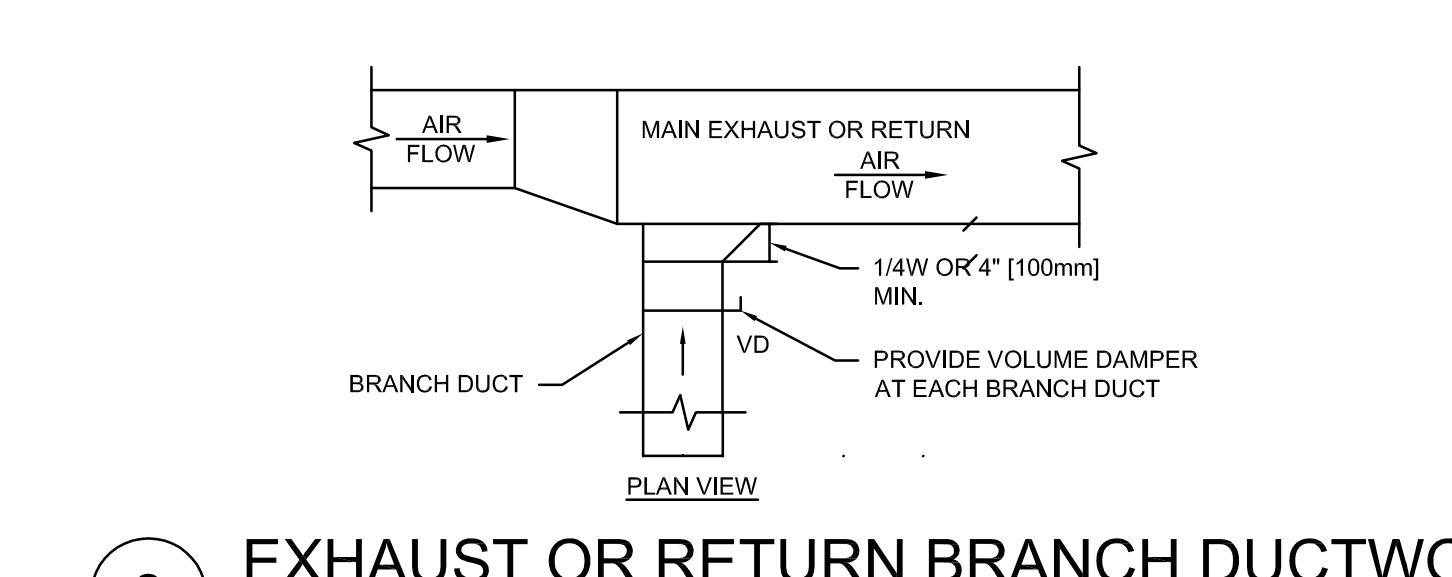 AIR
FLOW
MAIN EXHAUST OR RETURN
AIR
FLOW
1/4W OR 4" [100mm]
MIN.
VD
PROVIDE VOLUME DAMPER
AT EACH BRANCH DUCT
BRANCH DUCT
PLAN VIEW
EXHAUST OR RETURN BRANCH